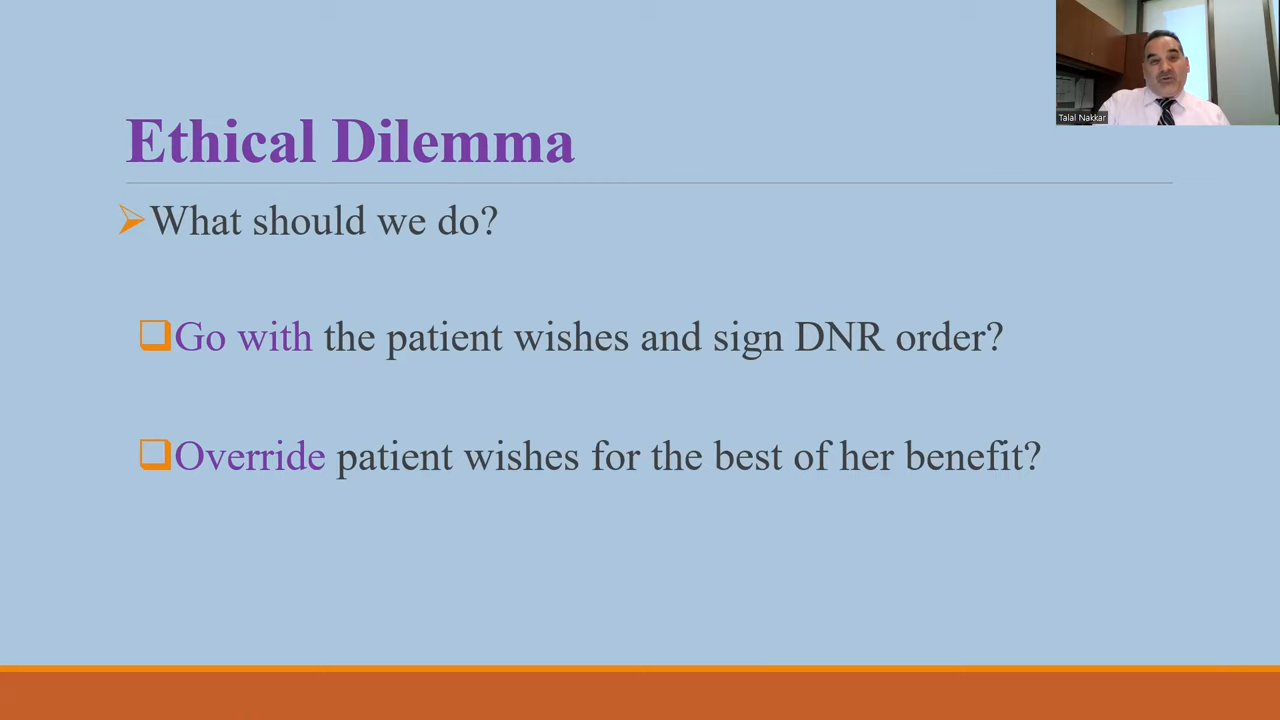 Ethical Dilemma
What should we do?
Go with the patient wishes and sign DNR order?
Override patient wishes for the best of her benefit?
Talal Nakkar